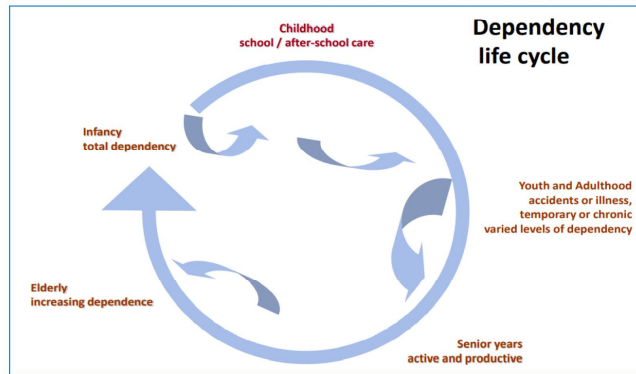 Dependency
life cycle
Childhood
school / after-school care
Infancy
total dependency
Youth and Adulthood
accidents or illness,
temporary or chronic
varied levels of dependency
Elderly
increasing dependence
Senior years
active and productive